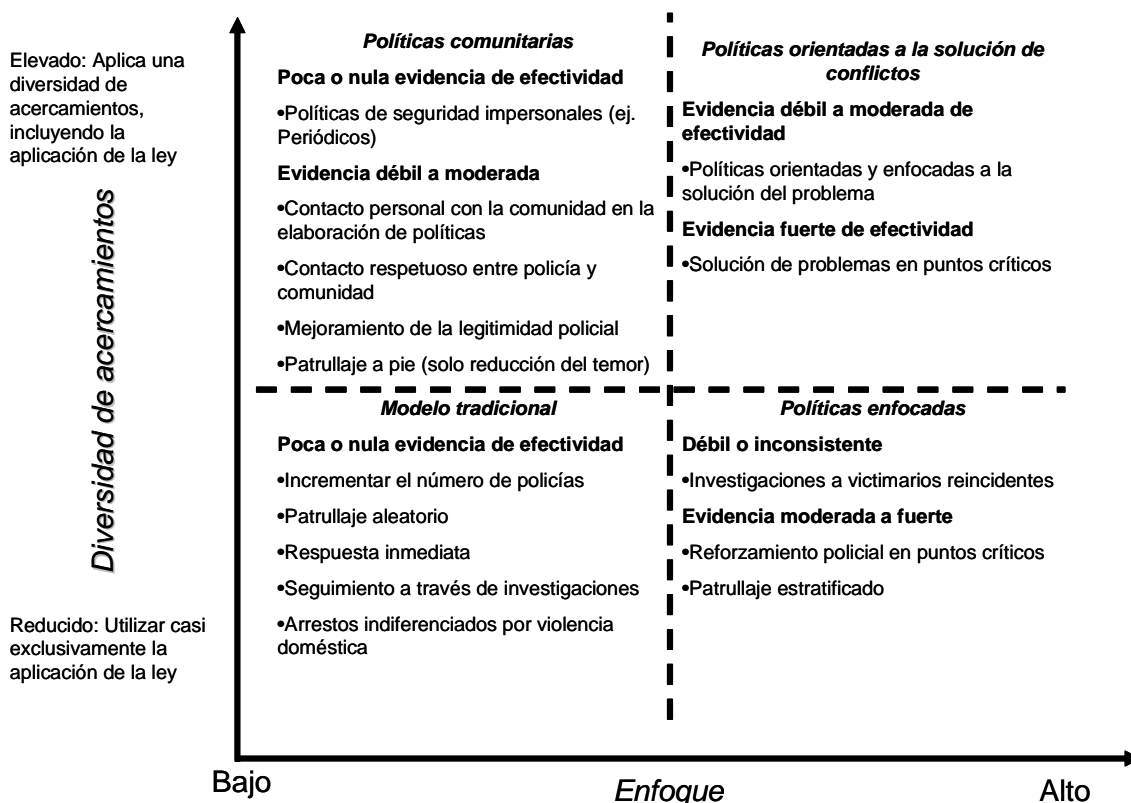 Elevado: Aplica una
diversidad de
acercamientos,
incluyendo la
aplicación de la ley
Diversidad de acercamientos
Reducido: Utilizar casi
exclusivamente la
aplicación de la ley
Políticas comunitarias
Poca o nula evidencia de efectividad
•Políticas de seguridad impersonales (ej.
Periódicos)
Evidencia débil a moderada
•Contacto personal con la comunidad en la
elaboración de políticas
•Contacto respetuoso entre policía y
comunidad
•Mejoramiento de la legitimidad policial
•Patrullaje a pie (solo reducción del temor)
Políticas orientadas a la solución de
conflictos
Evidencia débil a moderada de
efectividad
•Políticas orientadas y enfocadas a la
solución del problema
Evidencia fuerte de efectividad
•Solución de problemas en puntos críticos
Modelo tradicional
Poca o nula evidencia de efectividad
•Incrementar el número de policías
•Patrullaje aleatorio
•Respuesta inmediata
•Seguimiento a través de investigaciones
•Arrestos indiferenciados por violencia
doméstica
Políticas enfocadas
Débil o inconsistente
•Investigaciones a victimarios reincidentes
Evidencia moderada a fuerte
•Reforzamiento policial en puntos críticos
•Patrullaje estratificado
Bajo
Enfoque
Alto